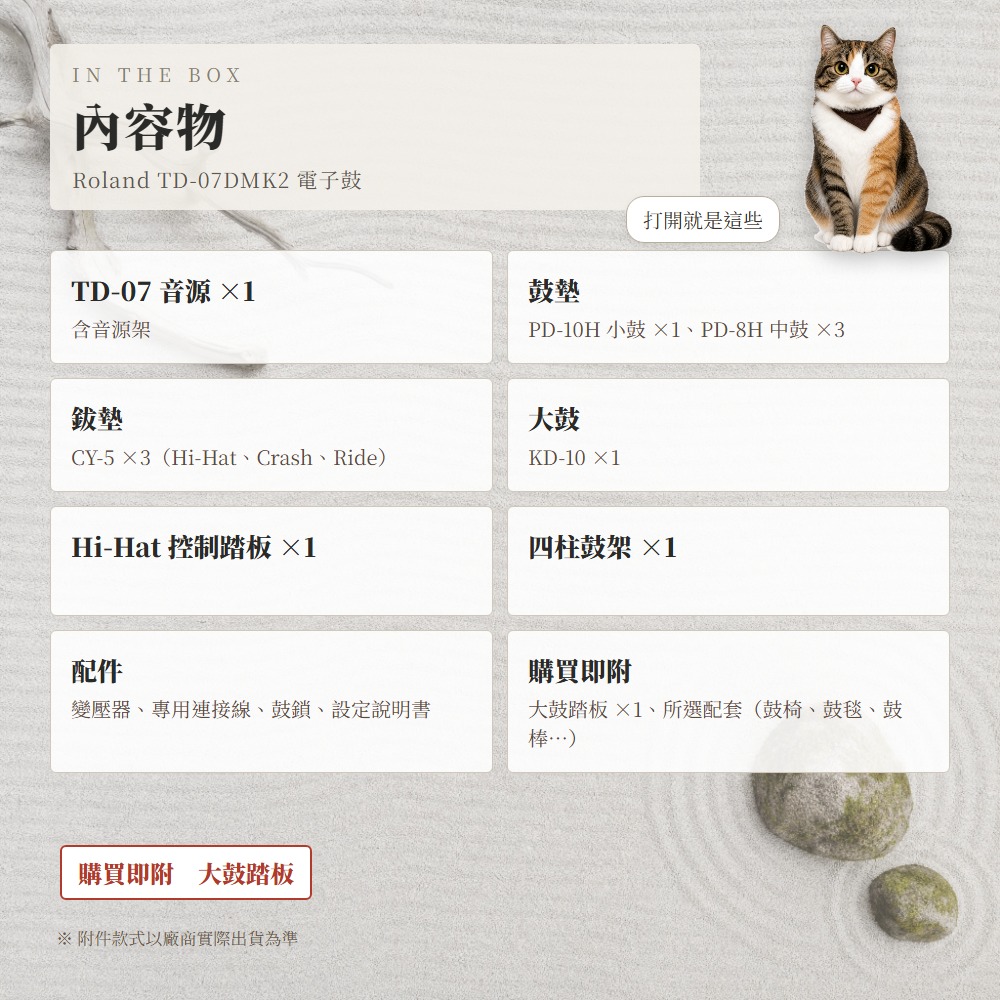 IN THE BOX
內容物
Roland TD-07DMK2 電子鼓
打開就是這些
TD-07 音源 ×1
含音源架
鼓墊
PD-10H 小鼓 ×1、PD-8H 中鼓 ×3
鈸墊
CY-5 ×3（Hi-Hat、Crash、Ride）
大鼓
KD-10 ×1
Hi-Hat 控制踏板 ×1
四柱鼓架 ×1
配件
變壓器、專用連接線、鼓鎖、設定說明書
購買即附
大鼓踏板 ×1、所選配套（鼓椅、鼓毯、鼓
棒…）
購買即附　大鼓踏板
※ 附件款式以廠商實際出貨為準